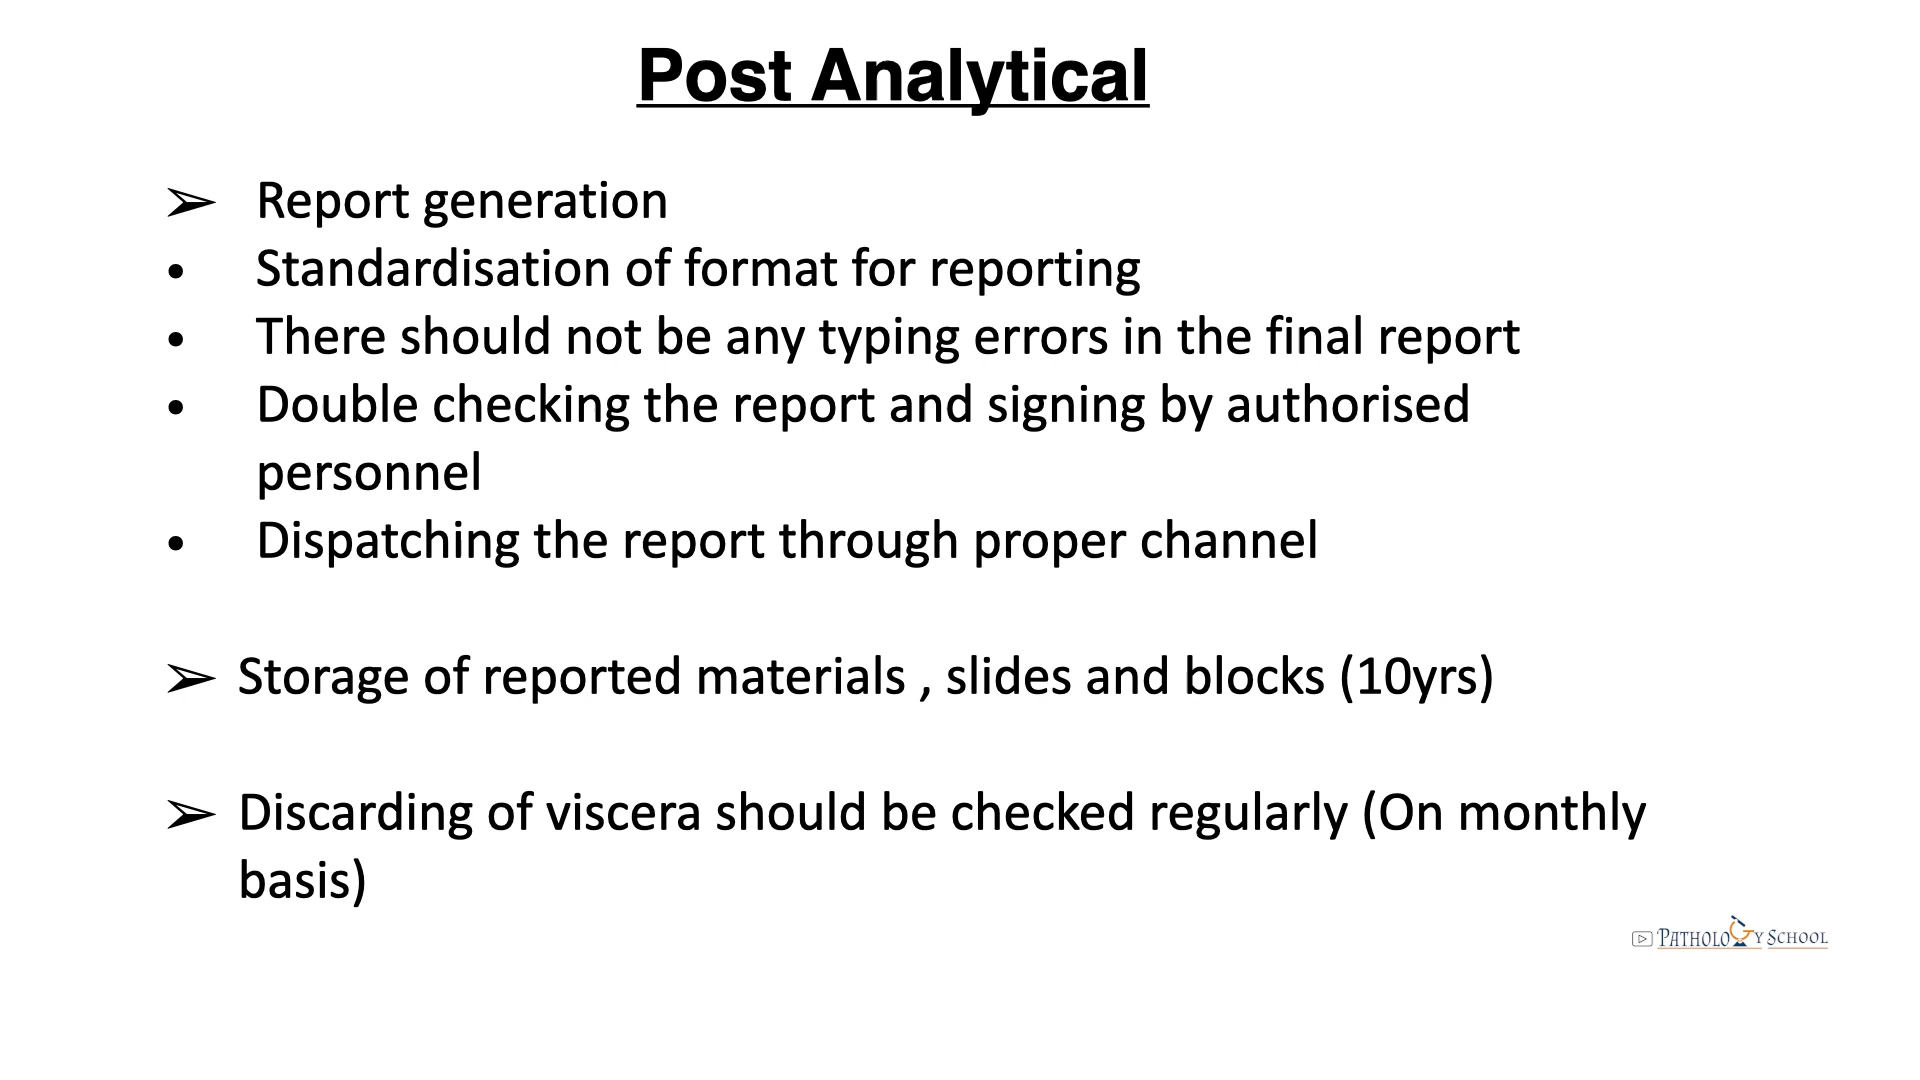 Post Analytical
➢ Report generation
• Standardisation of format for reporting
• There should not be any typing errors in the final report
• Double checking the report and signing by authorised
personnel
• Dispatching the report through proper channel
➢ Storage of reported materials , slides and blocks (10yrs)
➢ Discarding of viscera should be checked regularly (On monthly
basis)
PATHOLOGY SCHOOL